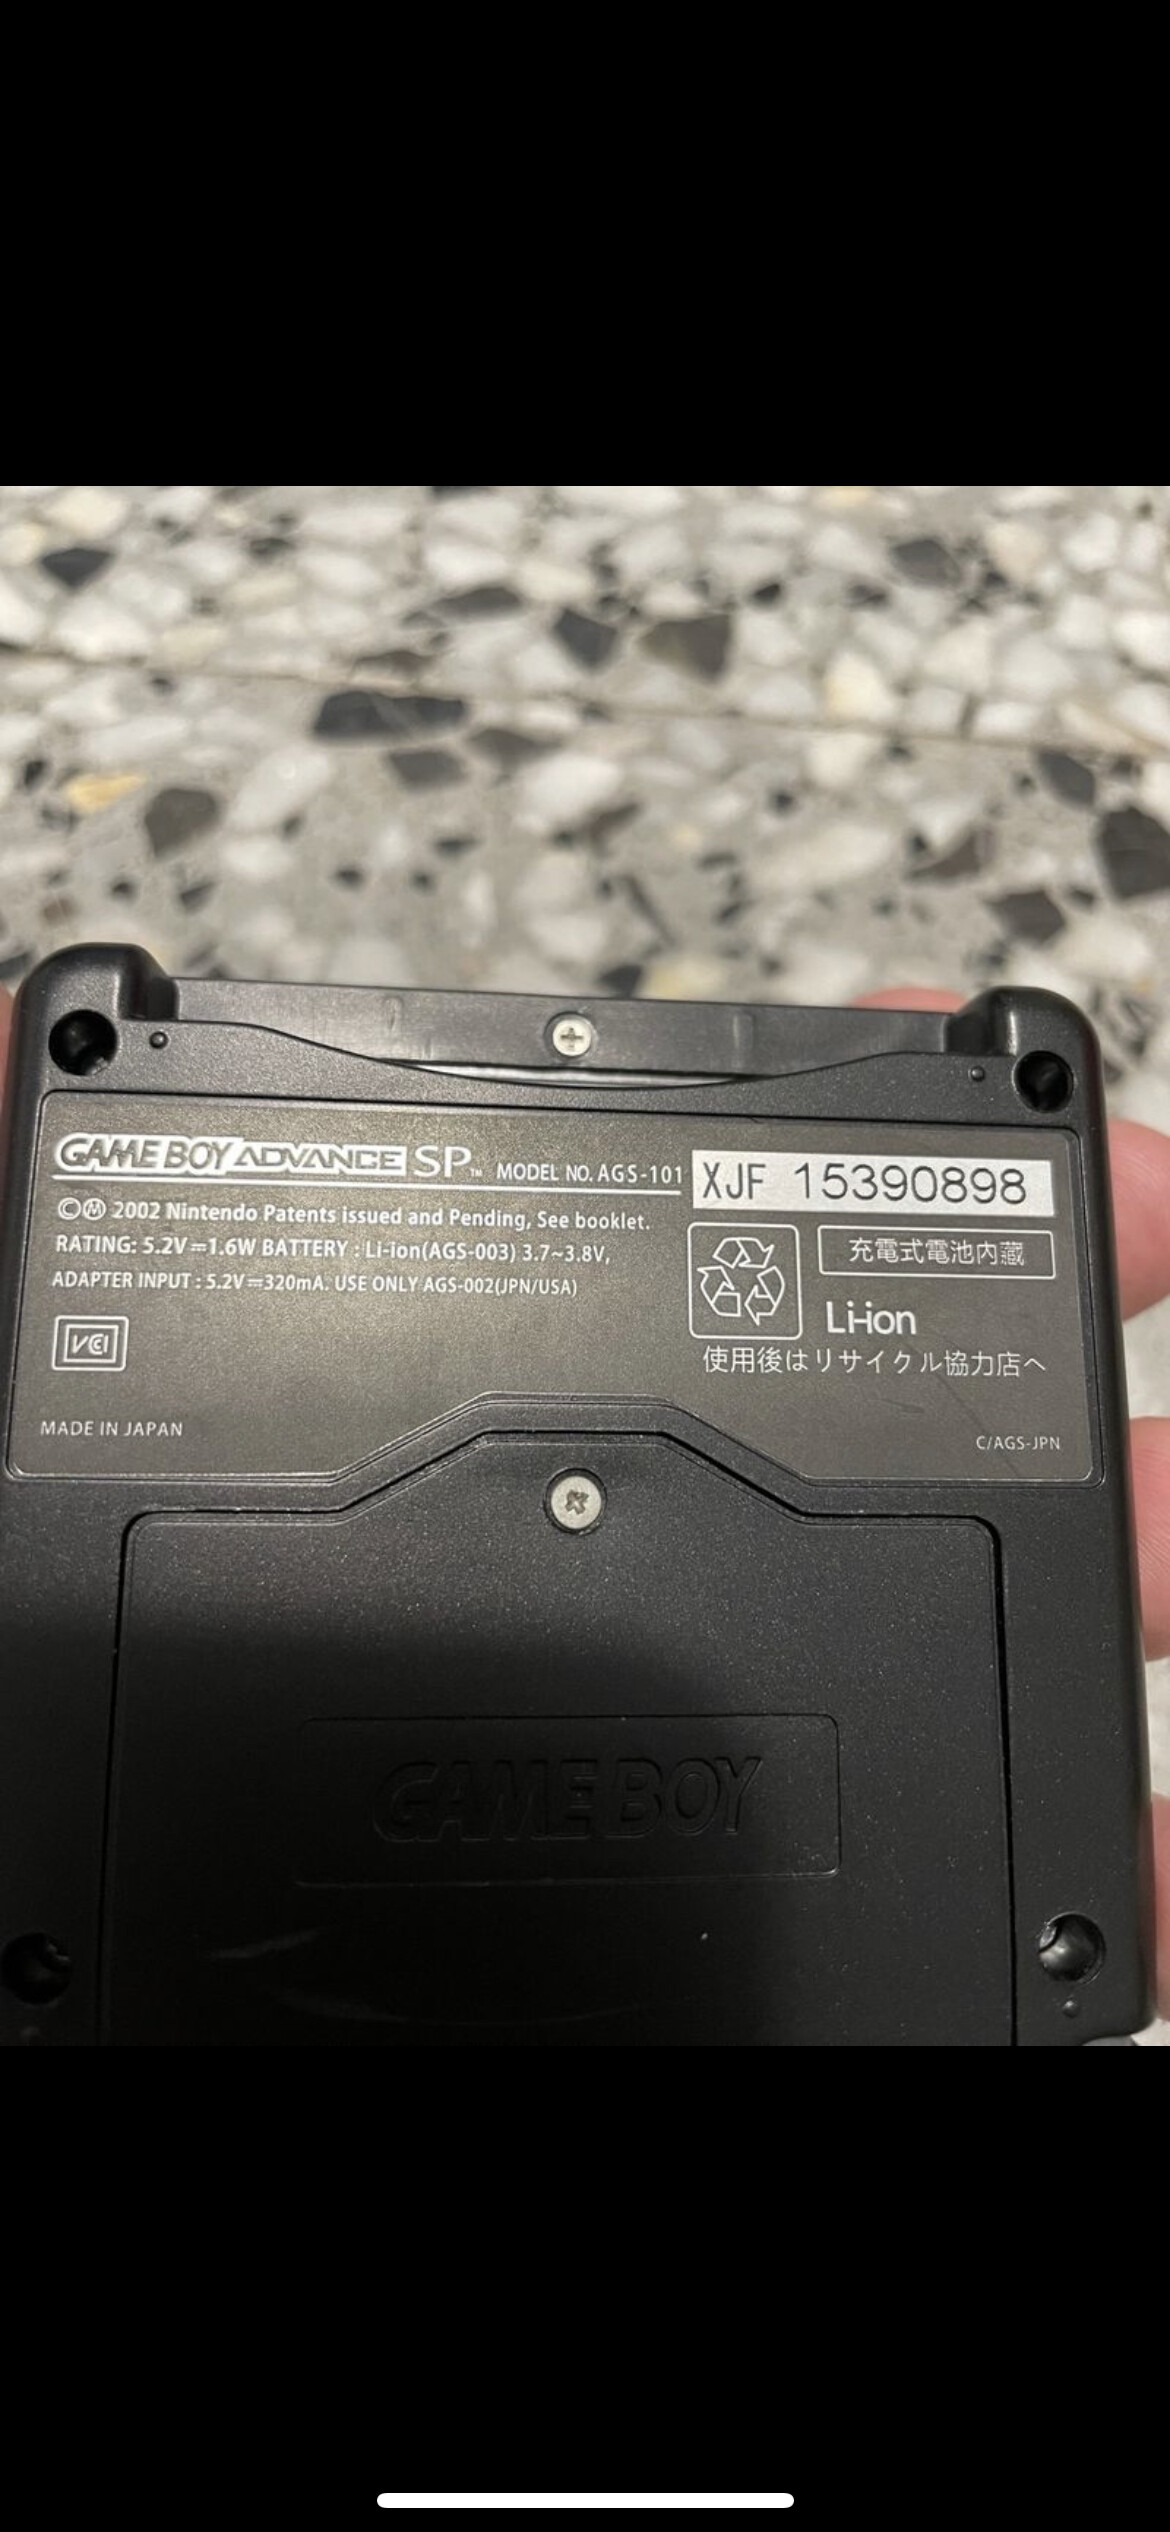 GAME BOY ADVANCE SP™ MODEL NO. AGS-101
XJF 15390898
©Ⓜ 2002 Nintendo Patents issued and Pending, See booklet.
RATING: 5.2V⎓1.6W BATTERY : Li-ion(AGS-003) 3.7~3.8V,
ADAPTER INPUT : 5.2V⎓320mA. USE ONLY AGS-002(JPN/USA)
充電式電池内蔵
Li-ion
使用後はリサイクル協力店へ
VCI
MADE IN JAPAN
C/AGS-JPN
GAME BOY